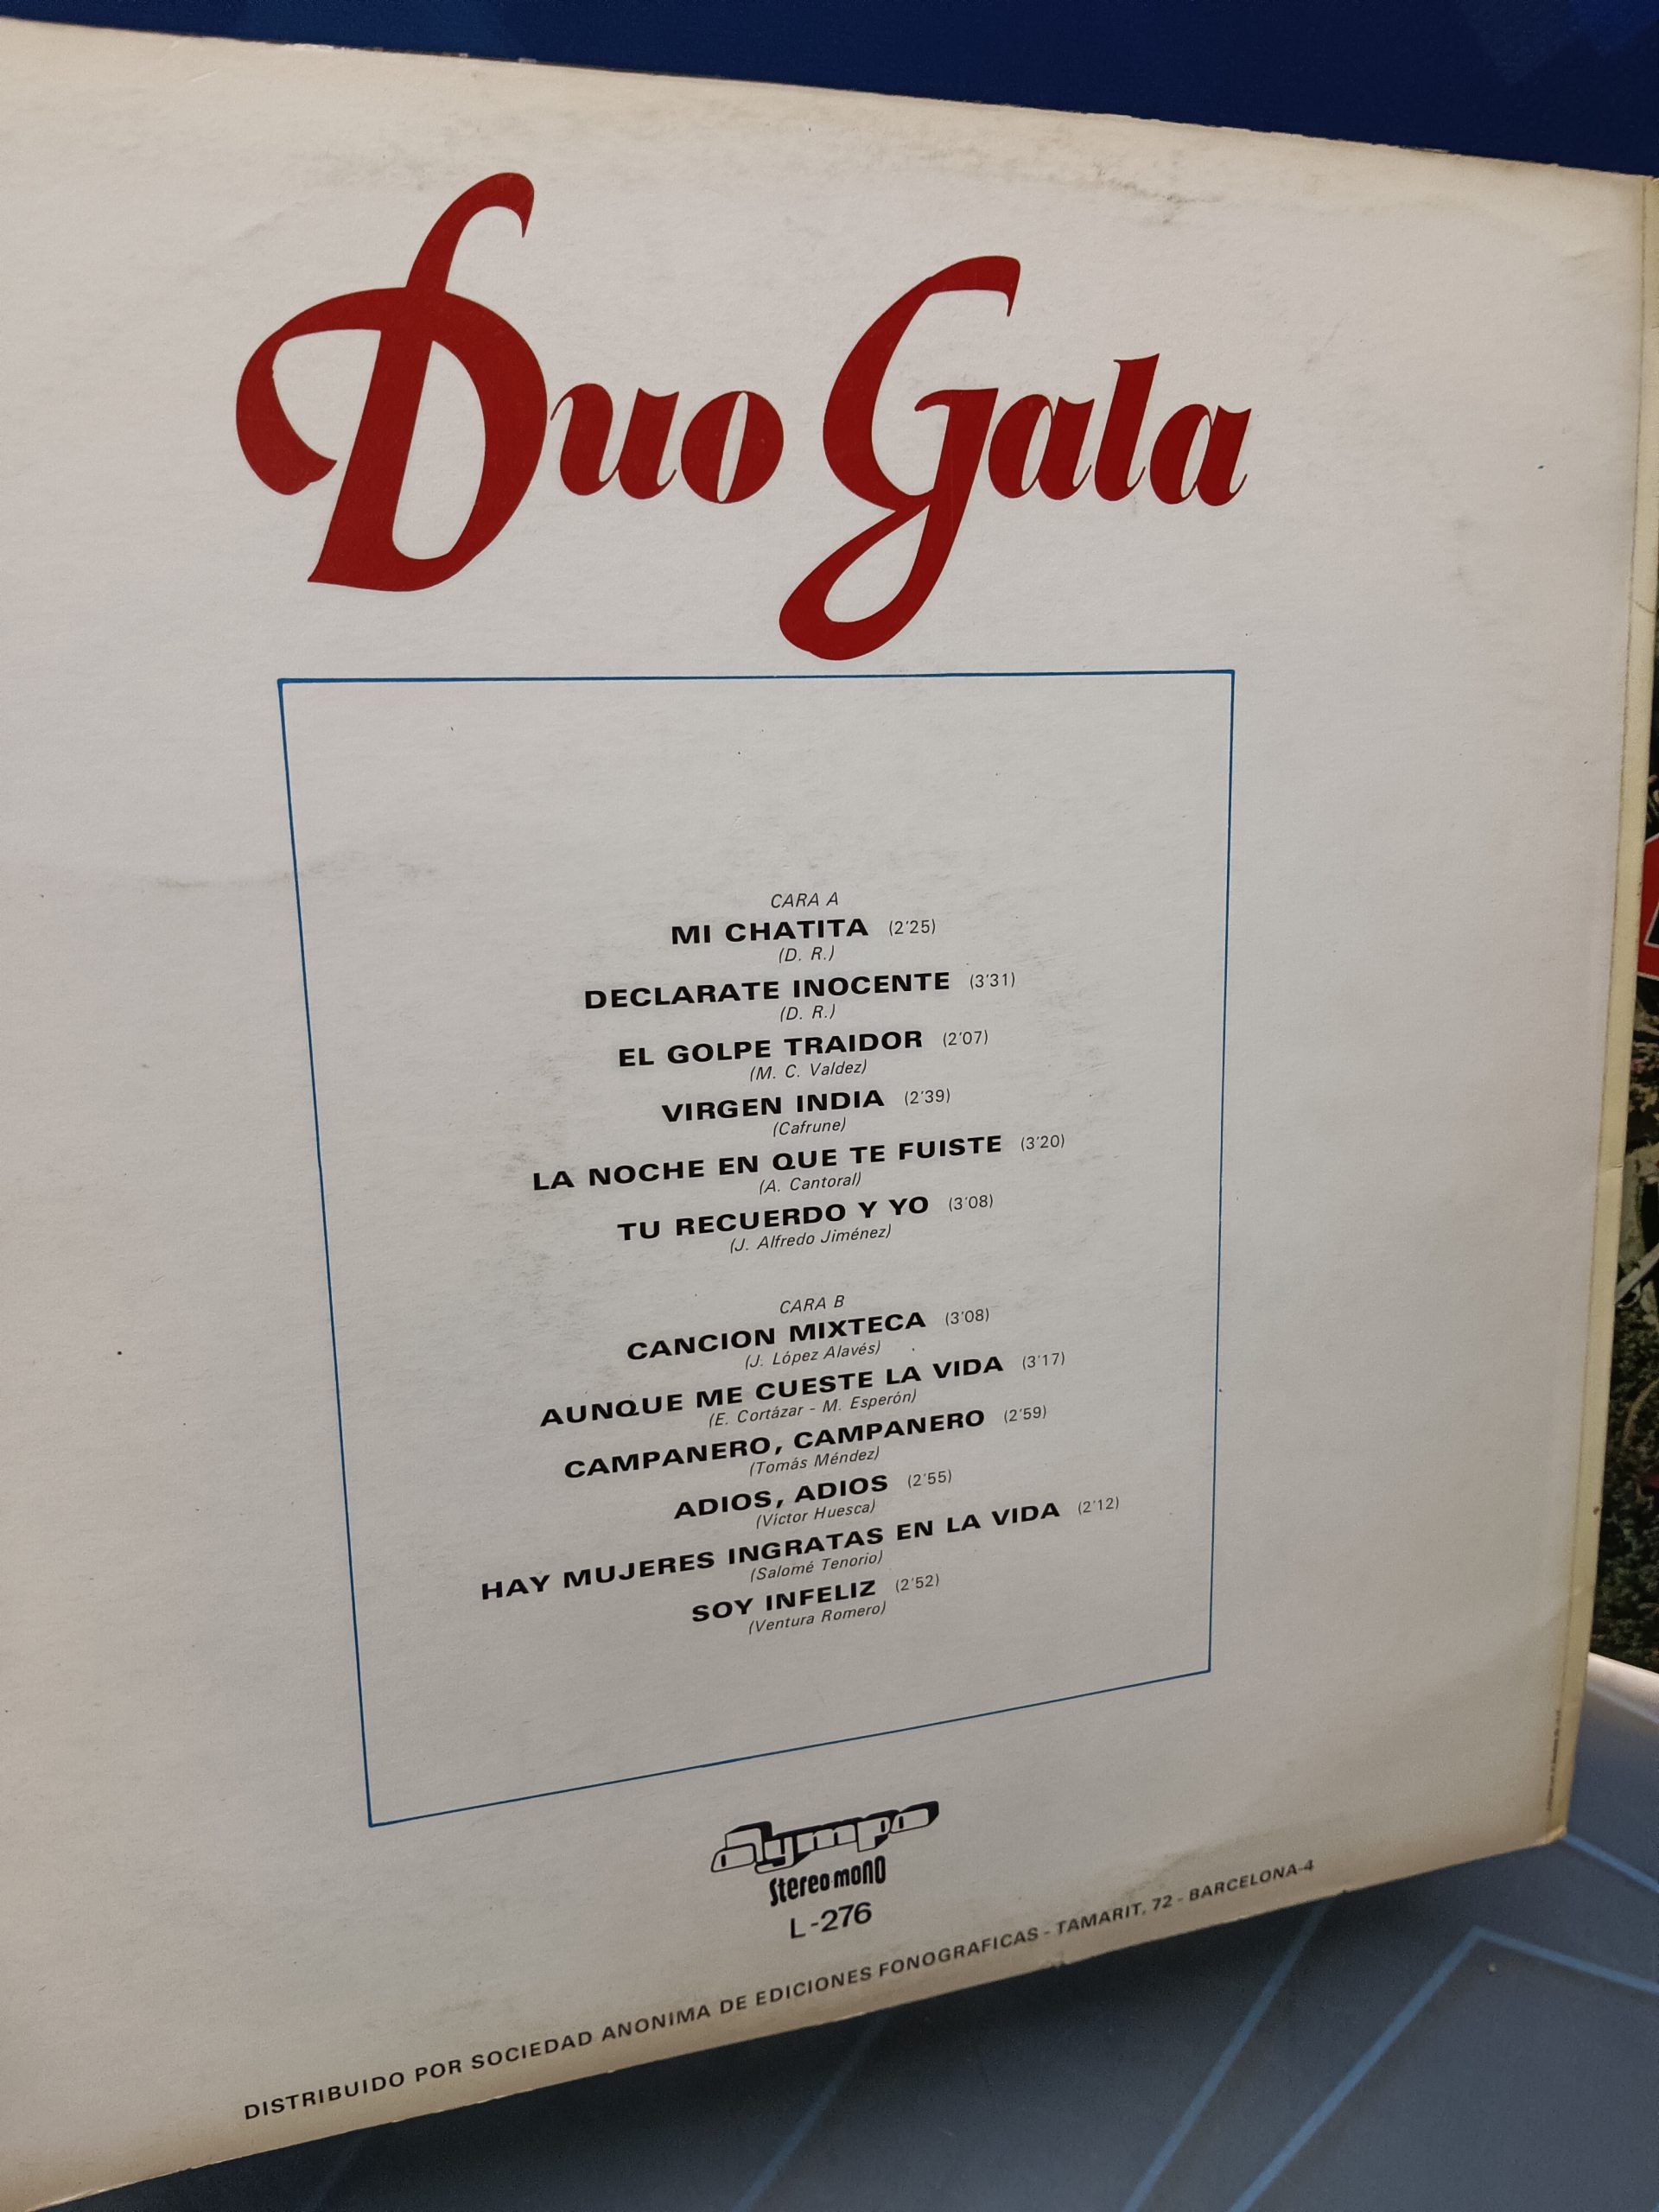 Duo Gala
CARA A
MI CHATITA (2'25)
(D. R.)
DECLARATE INOCENTE (3'31)
(D. R.)
EL GOLPE TRAIDOR (2'07)
(M. C. Valdez)
VIRGEN INDIA (2'39)
(Cafrune)
LA NOCHE EN QUE TE FUISTE (3'20)
(A. Cantoral)
TU RECUERDO Y YO (3'08)
(J. Alfredo Jiménez)
CARA B
CANCION MIXTECA (3'08)
(J. López Alavés)
AUNQUE ME CUESTE LA VIDA (3'17)
(E. Cortázar - M. Esperón)
CAMPANERO, CAMPANERO (2'59)
(Tomás Méndez)
ADIOS, ADIOS (2'55)
(Víctor Huesca)
HAY MUJERES INGRATAS EN LA VIDA (2'12)
(Salomé Tenorio)
SOY INFELIZ (2'52)
(Ventura Romero)
olympo
Stereo-mono
L-276
DISTRIBUIDO POR SOCIEDAD ANONIMA DE EDICIONES FONOGRAFICAS - TAMARIT, 72 - BARCELONA-4